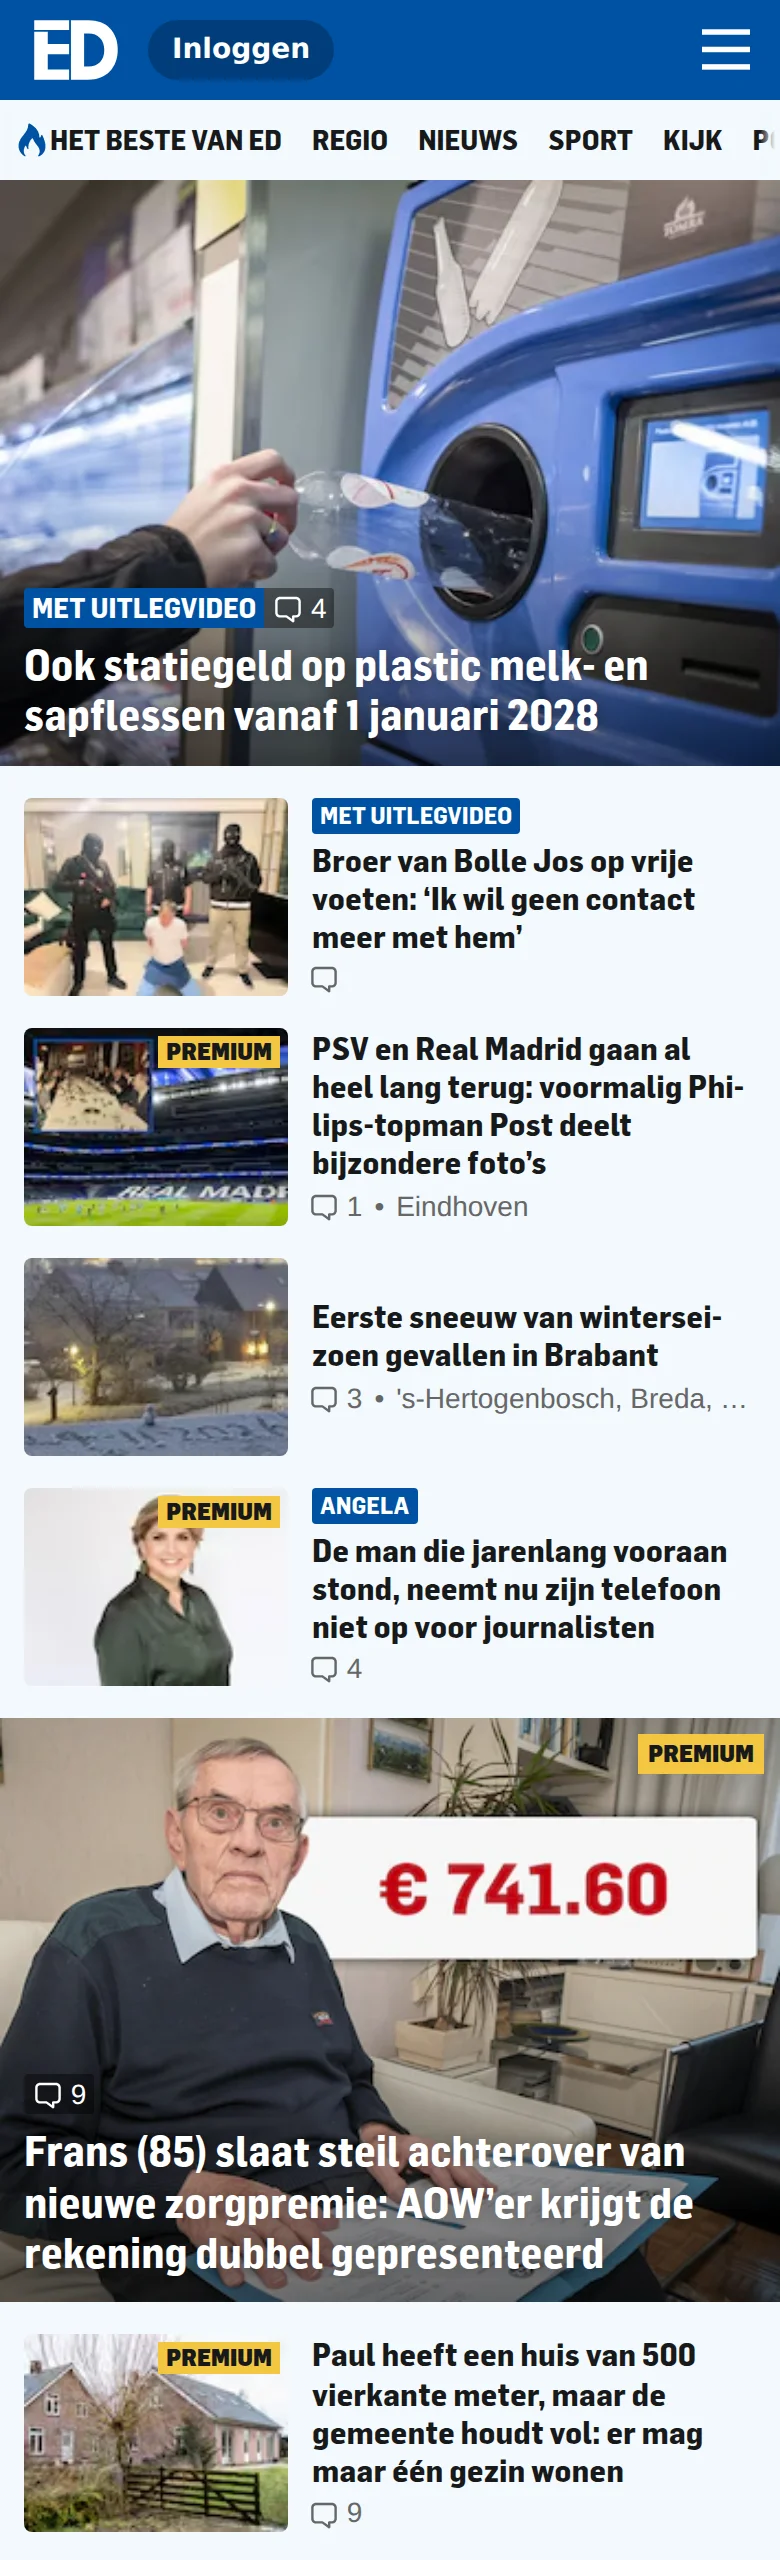 ED
Inloggen
HET BESTE VAN ED
REGIO
NIEUWS
SPORT
KIJK
TOMRA
MET UITLEGVIDEO
4
Ook statiegeld op plastic melk- en
sapflessen vanaf 1 januari 2028
MET UITLEGVIDEO
Broer van Bolle Jos op vrije
voeten: ‘Ik wil geen contact
meer met hem’
PREMIUM
REAL MADR
PSV en Real Madrid gaan al
heel lang terug: voormalig Phi-
lips-topman Post deelt
bijzondere foto’s
1 • Eindhoven
Eerste sneeuw van wintersei-
zoen gevallen in Brabant
3 • 's-Hertogenbosch, Breda, …
PREMIUM
ANGELA
De man die jarenlang vooraan
stond, neemt nu zijn telefoon
niet op voor journalisten
4
PREMIUM
€ 741.60
9
Frans (85) slaat steil achterover van
nieuwe zorgpremie: AOW’er krijgt de
rekening dubbel gepresenteerd
PREMIUM
Paul heeft een huis van 500
vierkante meter, maar de
gemeente houdt vol: er mag
maar één gezin wonen
9